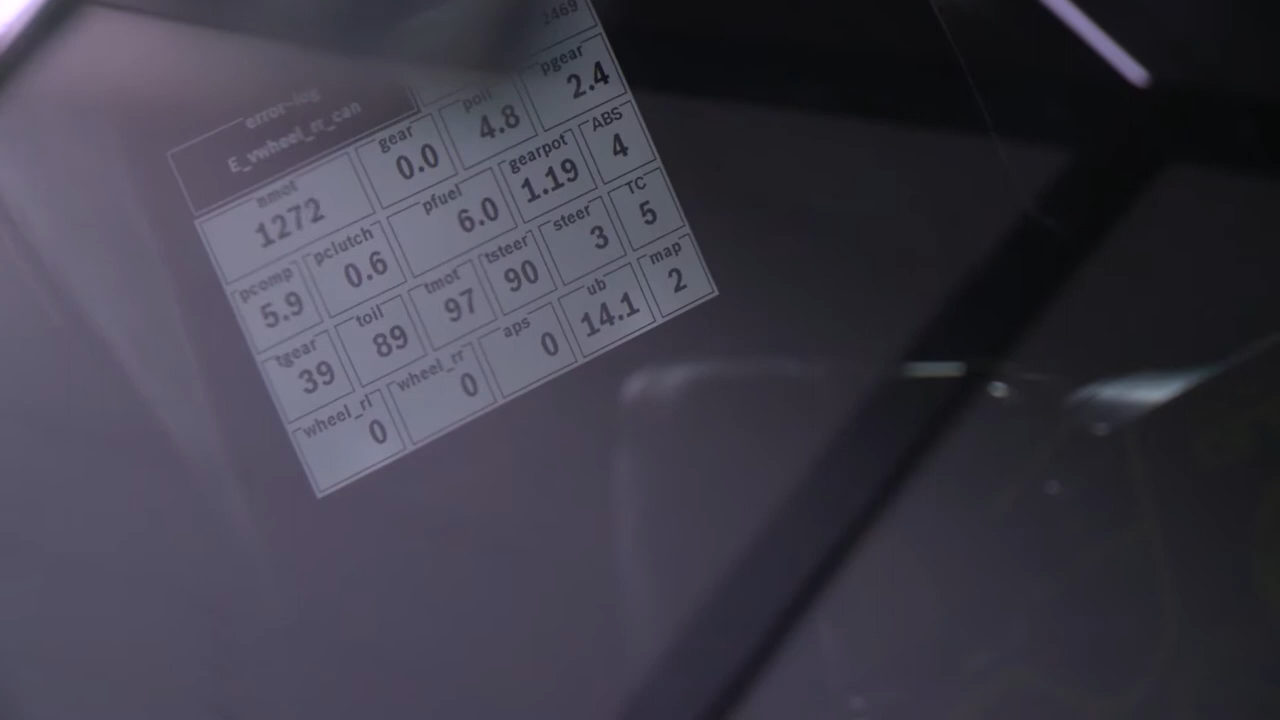 2469
error-log
E_vwheel_rr_can
nmot
1272
gear
0.0
poil
4.8
pgear
2.4
pcomp
5.9
pclutch
0.6
pfuel
6.0
gearpot
1.19
ABS
4
tgear
39
toil
89
tmot
97
tsteer
90
steer
3
TC
5
wheel_rl
0
wheel_rr
0
aps
0
ub
14.1
map
2